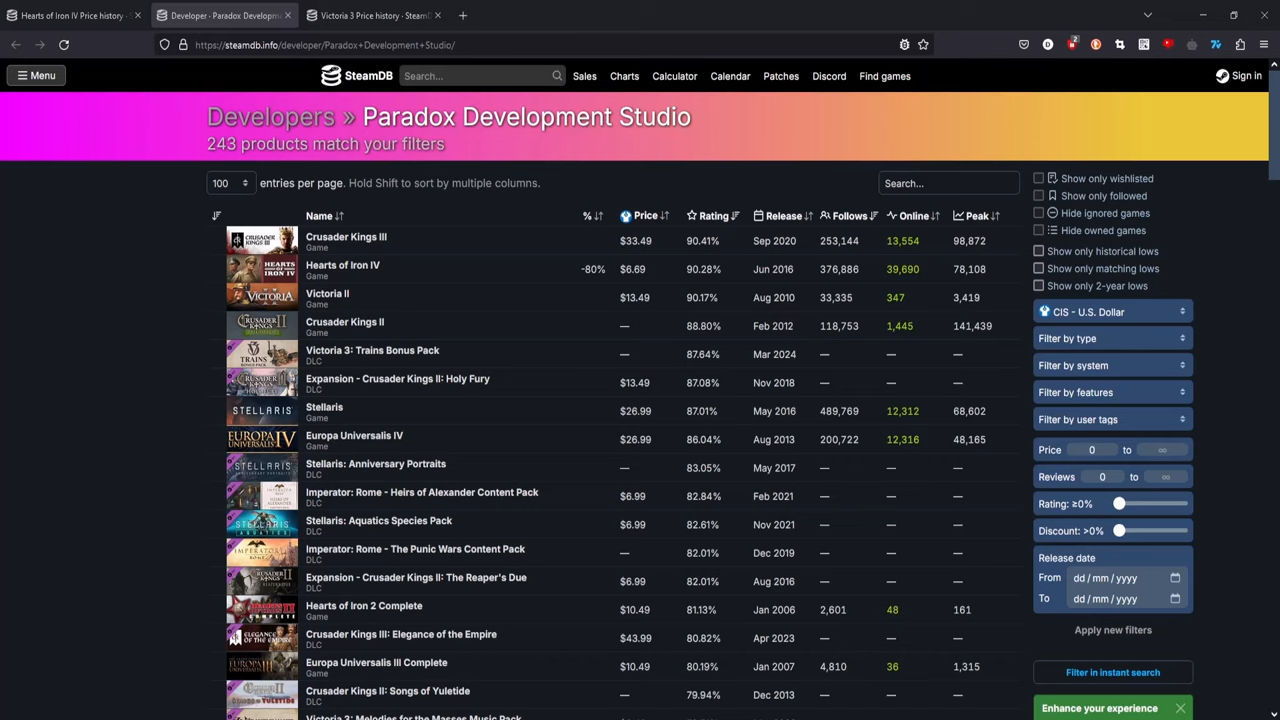 Hearts of Iron IV Price history ·
Developer · Paradox Developm
Victoria 3 Price history · SteamD
https://steamdb.info/developer/Paradox+Development+Studio/
2
Menu
SteamDB
Search...
Sales
Charts
Calculator
Calendar
Patches
Discord
Find games
Sign in
Developers » Paradox Development Studio
243 products match your filters
100 entries per page. Hold Shift to sort by multiple columns.
Search...
Name % Price Rating Release Follows Online Peak
Crusader Kings III $33.49 90.41% Sep 2020 253,144 13,554 98,872
Game
Hearts of Iron IV -80% $6.69 90.28% Jun 2016 376,886 39,690 78,108
Game
Victoria II $13.49 90.17% Aug 2010 33,335 347 3,419
Game
Crusader Kings II — Feb 2012 118,753 1,445 141,439
Game
Victoria 3: Trains Bonus Pack — 87.64% Mar 2024 — — —
DLC
Expansion - Crusader Kings II: Holy Fury $13.49 Nov 2018 — — —
DLC
Stellaris $26.99 87.01% May 2016 489,769 12,312 68,602
Game
Europa Universalis IV $26.99 86.04% Aug 2013 200,722 12,316 48,165
Game
Stellaris: Anniversary Portraits — May 2017 — — —
DLC
Imperator: Rome - Heirs of Alexander Content Pack $6.99 Feb 2021 — — —
DLC
Stellaris: Aquatics Species Pack $6.99 Nov 2021 — — —
DLC
Imperator: Rome - The Punic Wars Content Pack — 82.01% Dec 2019 — — —
DLC
Expansion - Crusader Kings II: The Reaper's Due $6.99 82.01% Aug 2016 — — —
DLC
Hearts of Iron 2 Complete $10.49 Jan 2006 2,601 48 161
Game
Crusader Kings III: Elegance of the Empire $43.99 Apr 2023 — — —
DLC
Europa Universalis III Complete $10.49 Jan 2007 4,810 36 1,315
Game
Crusader Kings II: Songs of Yuletide — 79.94% Dec 2013 — — —
DLC
Victoria 3: Melodies for the Masses Music Pack
Show only wishlisted
Show only followed
Hide ignored games
Hide owned games
Show only historical lows
Show only matching lows
Show only 2-year lows
CIS - U.S. Dollar
Filter by type
Filter by system
Filter by features
Filter by user tags
Price 0 to ∞
Reviews 0 to ∞
Rating: ≥0%
Discount: >0%
Release date
From dd / mm / yyyy
To dd / mm / yyyy
Apply new filters
Filter in instant search
Enhance your experience